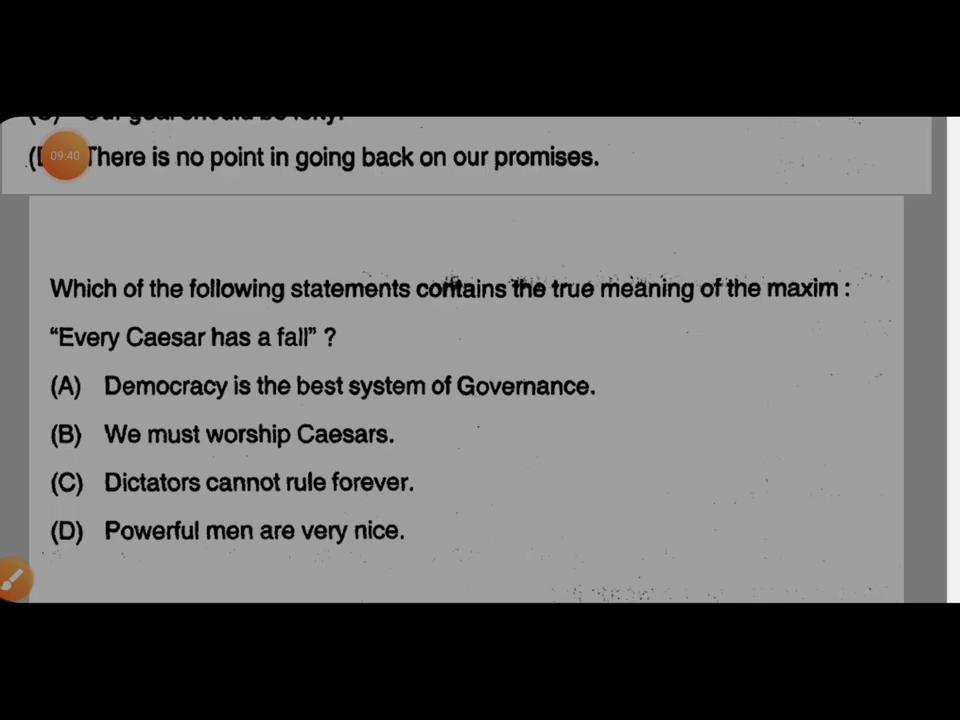 There is no point in going back on our promises.
09:40
Which of the following statements contains the true meaning of the maxim :
“Every Caesar has a fall” ?
(A) Democracy is the best system of Governance.
(B) We must worship Caesars.
(C) Dictators cannot rule forever.
(D) Powerful men are very nice.